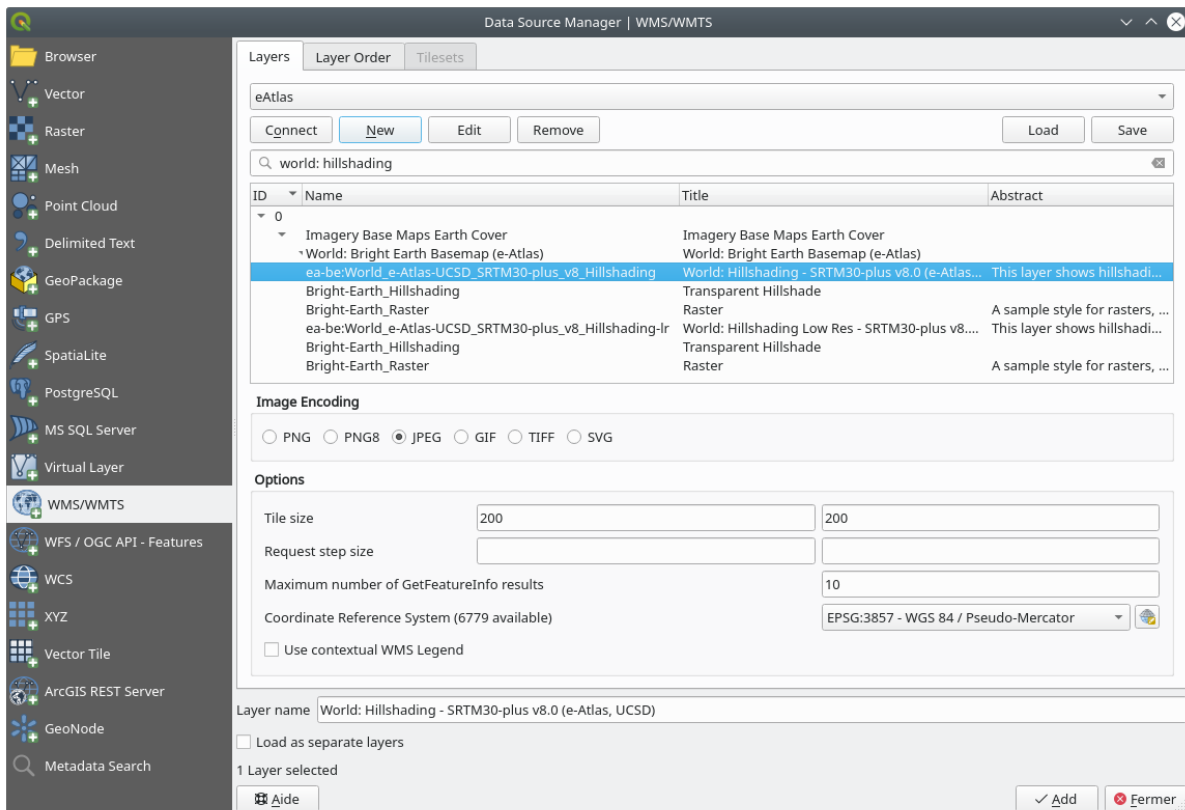 Data Source Manager | WMS/WMTS
Browser
Vector
Raster
Mesh
Point Cloud
Delimited Text
GeoPackage
GPS
SpatiaLite
PostgreSQL
MS SQL Server
Virtual Layer
WMS/WMTS
WFS / OGC API - Features
WCS
XYZ
Vector Tile
ArcGIS REST Server
GeoNode
Metadata Search
Layers Layer Order Tilesets
eAtlas
Connect New Edit Remove Load Save
world: hillshading
ID Name Title Abstract
0
Imagery Base Maps Earth Cover Imagery Base Maps Earth Cover
World: Bright Earth Basemap (e-Atlas) World: Bright Earth Basemap (e-Atlas)
ea-be:World_e-Atlas-UCSD_SRTM30-plus_v8_Hillshading World: Hillshading - SRTM30-plus v8.0 (e-Atlas... This layer shows hillshadi...
Bright-Earth_Hillshading Transparent Hillshade
Bright-Earth_Raster Raster A sample style for rasters, ...
ea-be:World_e-Atlas-UCSD_SRTM30-plus_v8_Hillshading-lr World: Hillshading Low Res - SRTM30-plus v8.... This layer shows hillshadi...
Bright-Earth_Hillshading Transparent Hillshade
Bright-Earth_Raster Raster A sample style for rasters, ...
Image Encoding
PNG PNG8 JPEG GIF TIFF SVG
Options
Tile size 200 200
Request step size
Maximum number of GetFeatureInfo results 10
Coordinate Reference System (6779 available) EPSG:3857 - WGS 84 / Pseudo-Mercator
Use contextual WMS Legend
Layer name World: Hillshading - SRTM30-plus v8.0 (e-Atlas, UCSD)
Load as separate layers
1 Layer selected
Aide Add Fermer